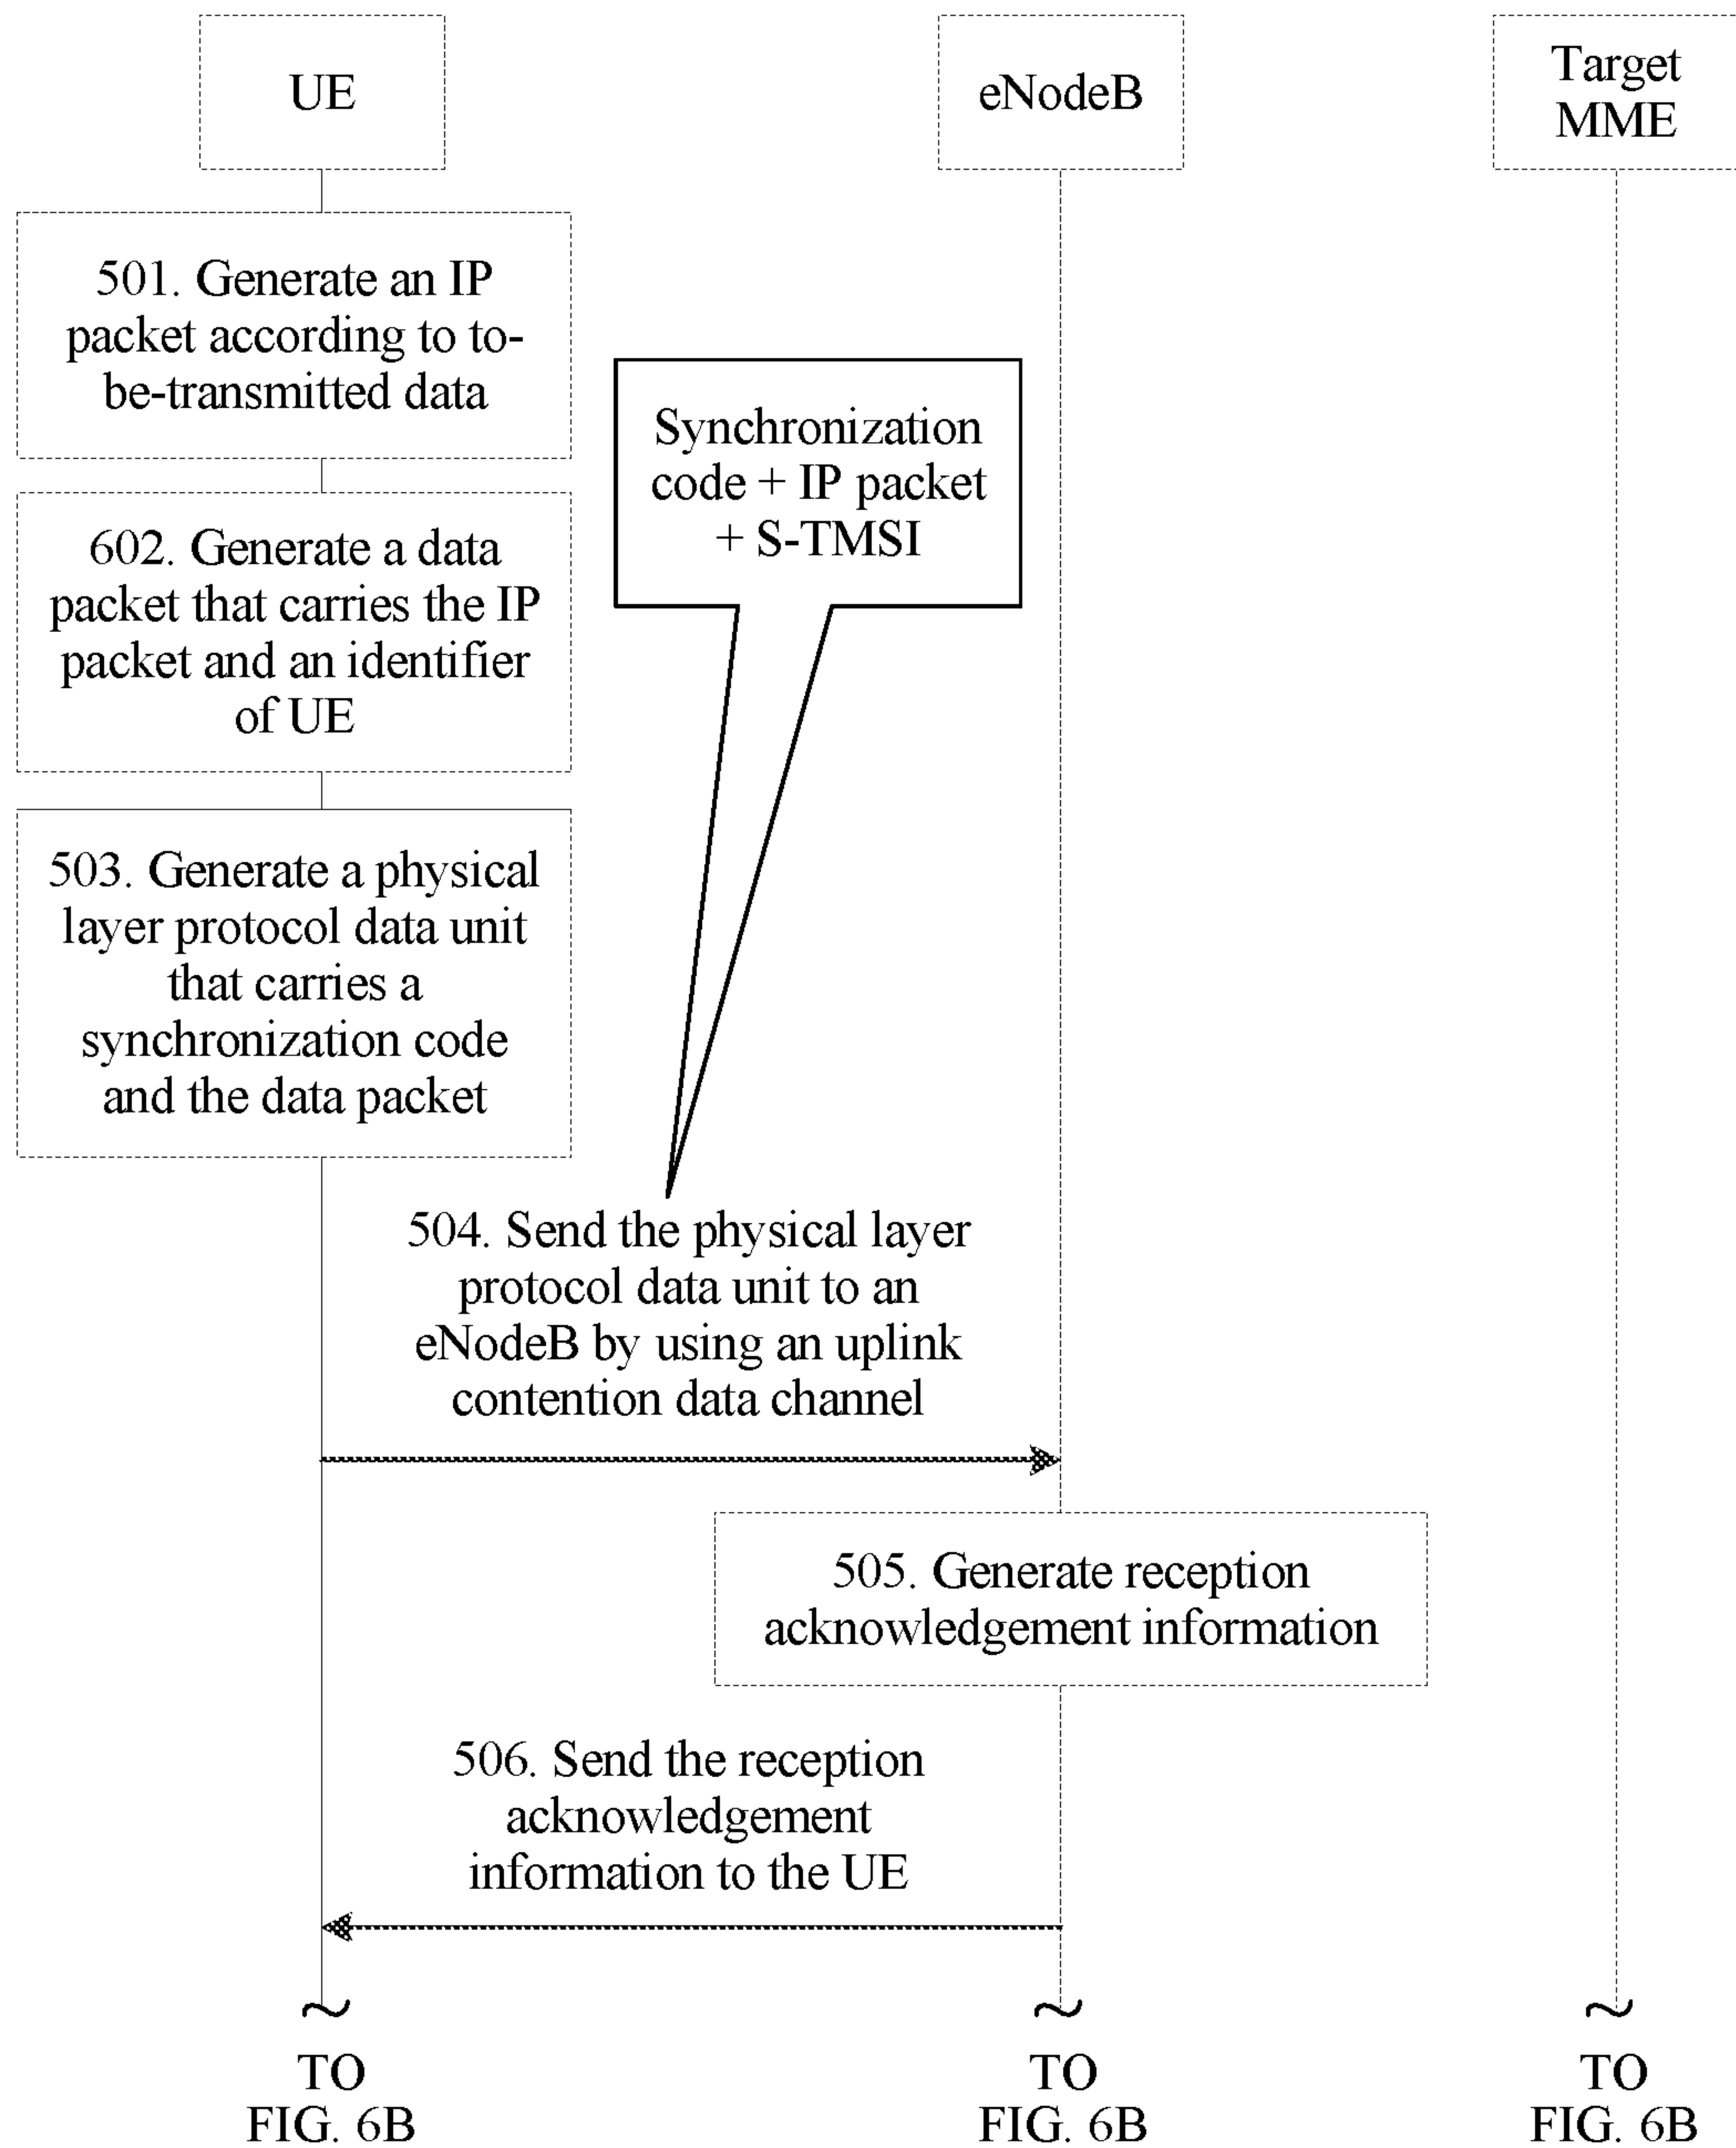 UE
eNodeB
Target
MME
501. Generate an IP
packet according to to-
be-transmitted data
Synchronization
code + IP packet
+ S-TMSI
602. Generate a data
packet that carries the IP
packet and an identifier
of UE
503. Generate a physical
layer protocol data unit
that carries a
synchronization code
and the data packet
504. Send the physical layer
protocol data unit to an
eNodeB by using an uplink
contention data channel
505. Generate reception
acknowledgement information
506. Send the reception
acknowledgement
information to the UE
TO
FIG. 6B
TO
FIG. 6B
TO
FIG. 6B